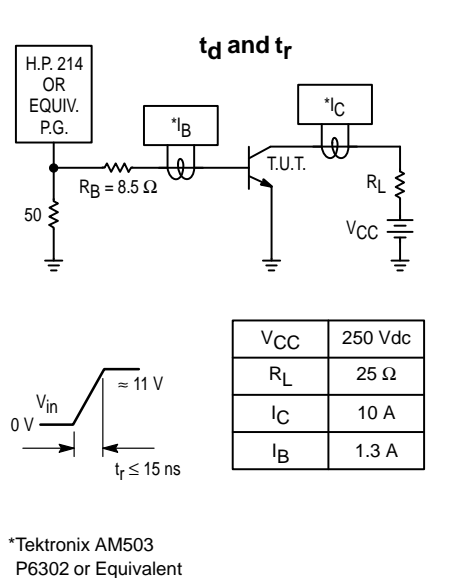 td and tr
H.P. 214
OR
EQUIV.
P.G.
*IB
*IC
T.U.T.
RB = 8.5 Ω
50
RL
VCC
VCC 250 Vdc
RL 25 Ω
IC 10 A
IB 1.3 A
Vin
0 V
≈ 11 V
tr ≤ 15 ns
*Tektronix AM503
P6302 or Equivalent